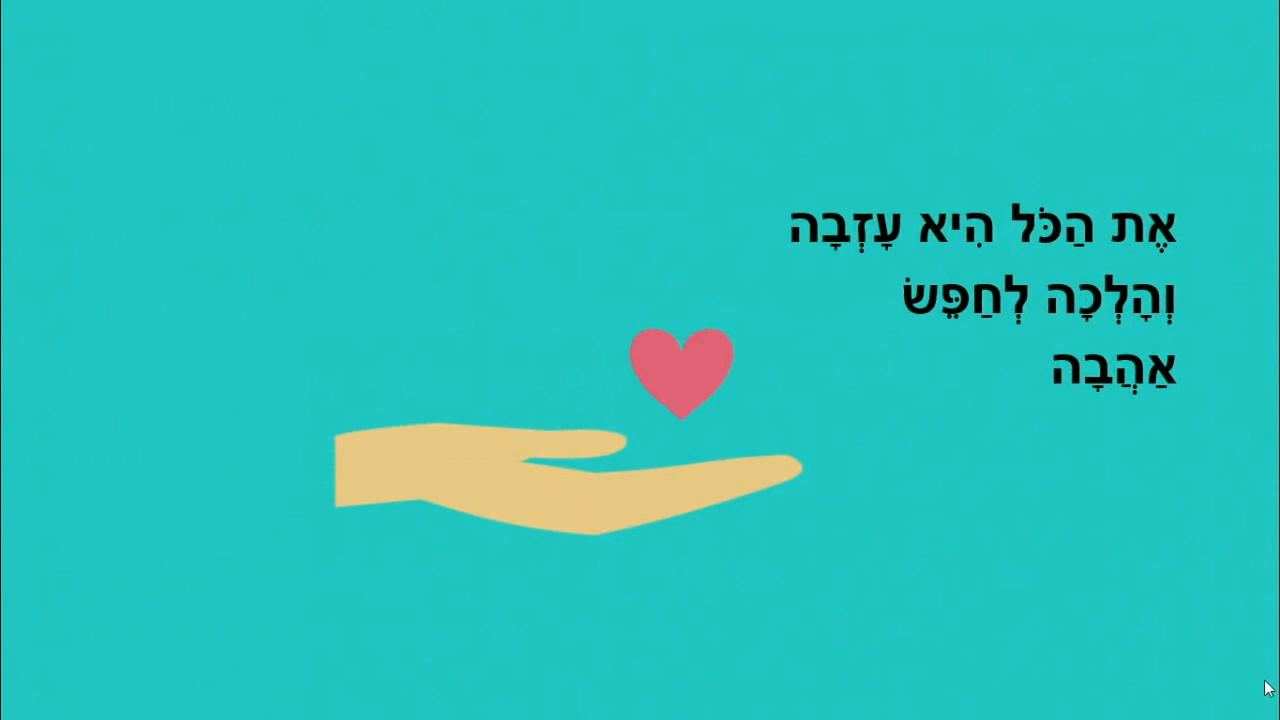 אֶת הַכֹּל הִיא עָזְבָה
וְהָלְכָה לְחַפֵּשׂ
אַהֲבָה